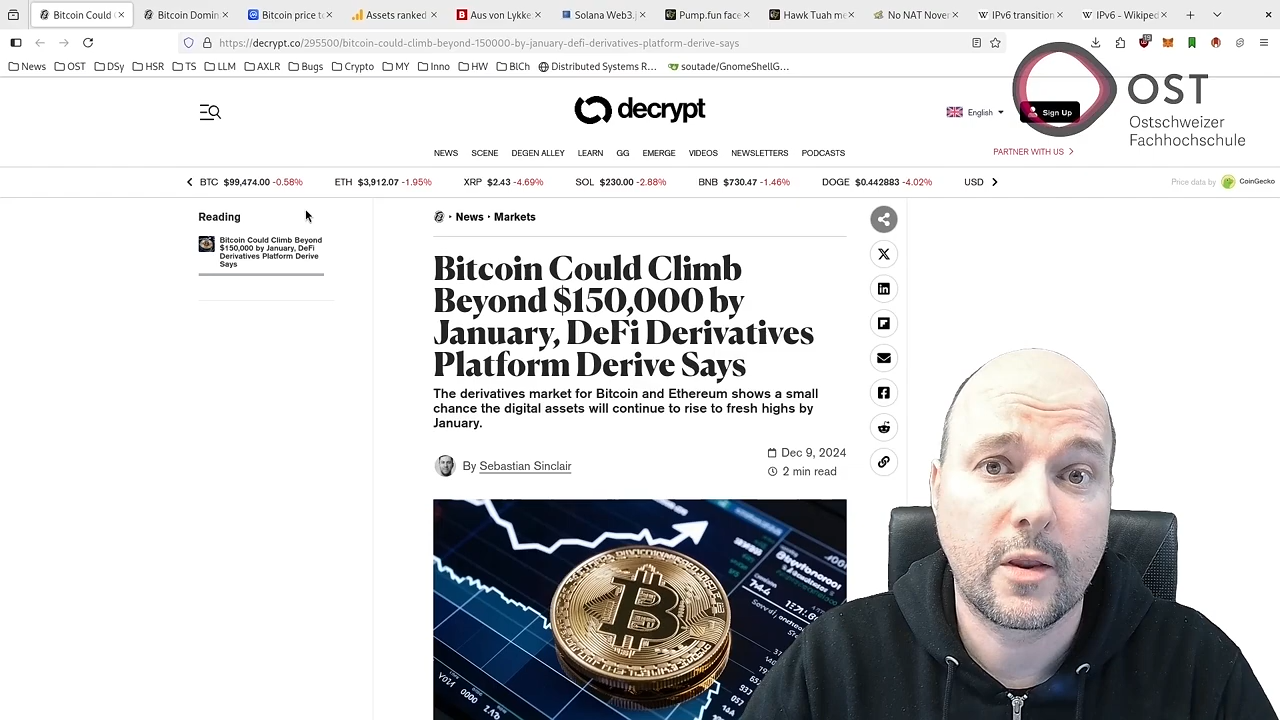 Bitcoin Could C
Bitcoin Domin
Bitcoin price t
Assets ranked
Aus von Lykke
Solana Web3.j
Pump.fun face
Hawk Tuah me
No NAT Nover
IPv6 transition
IPv6 - Wikiped
https://decrypt.co/295500/bitcoin-could-climb-beyond-150000-by-january-defi-derivatives-platform-derive-says
News OST DSy HSR TS LLM AXLR Bugs Crypto MY Inno HW BlCh Distributed Systems R... soutade/GnomeShellG...
OST
Ostschweizer
Fachhochschule
decrypt
English
Sign Up
NEWS SCENE DEGEN ALLEY LEARN GG EMERGE VIDEOS NEWSLETTERS PODCASTS
PARTNER WITH US
BTC $99,474.00 -0.58% ETH $3,912.07 -1.95% XRP $2.43 -4.69% SOL $230.00 -2.88% BNB $730.47 -1.46% DOGE $0.442883 -4.02% USD
Price data by CoinGecko
Reading
Bitcoin Could Climb Beyond
$150,000 by January, DeFi
Derivatives Platform Derive
Says
· News · Markets
Bitcoin Could Climb
Beyond $150,000 by
January, DeFi Derivatives
Platform Derive Says
The derivatives market for Bitcoin and Ethereum shows a small
chance the digital assets will continue to rise to fresh highs by
January.
By Sebastian Sinclair
Dec 9, 2024
2 min read